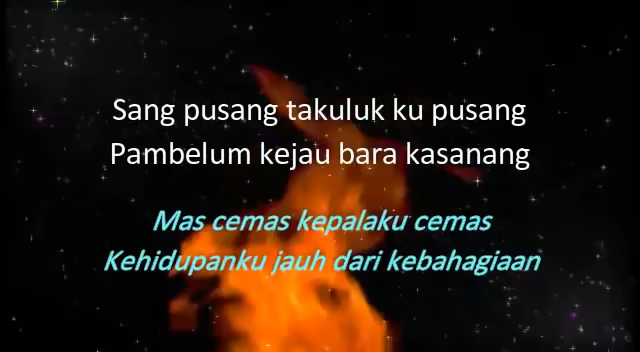 Sang pusang takuluk ku pusang
Pambelum kejau bara kasanang
Mas cemas kepalaku cemas
Kehidupanku jauh dari kebahagiaan